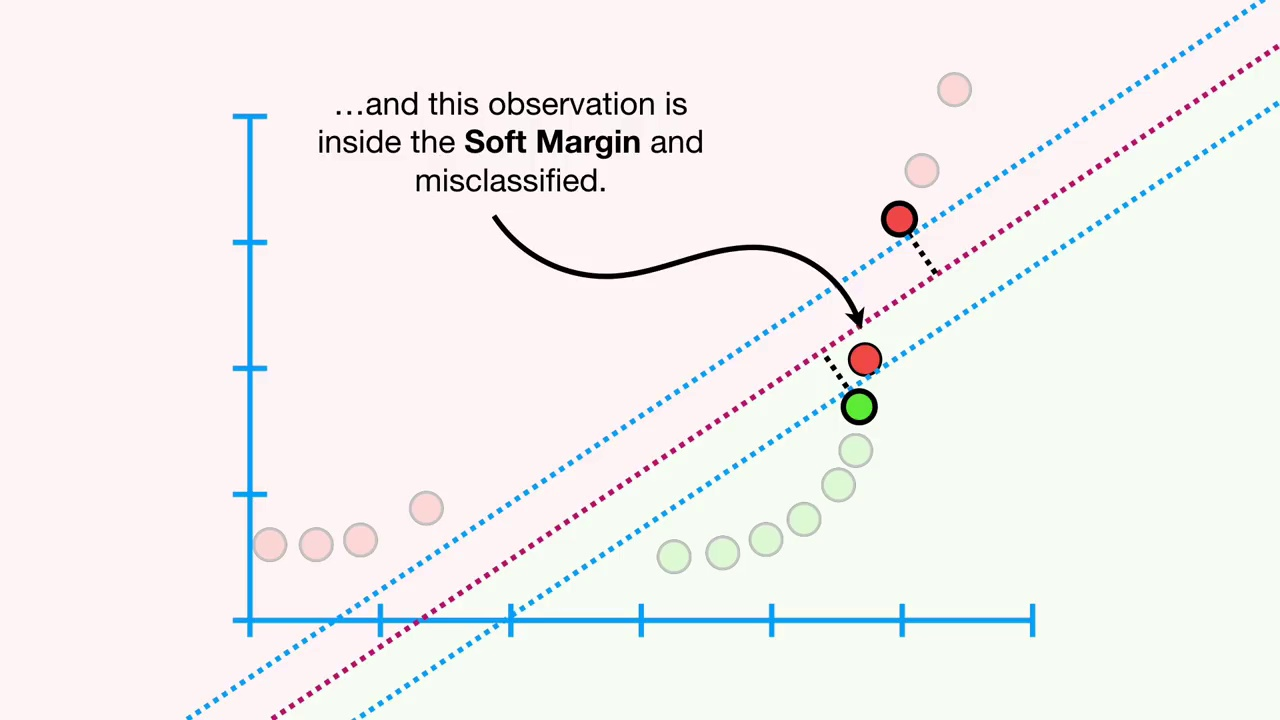 …and this observation is
inside the Soft Margin and
misclassified.